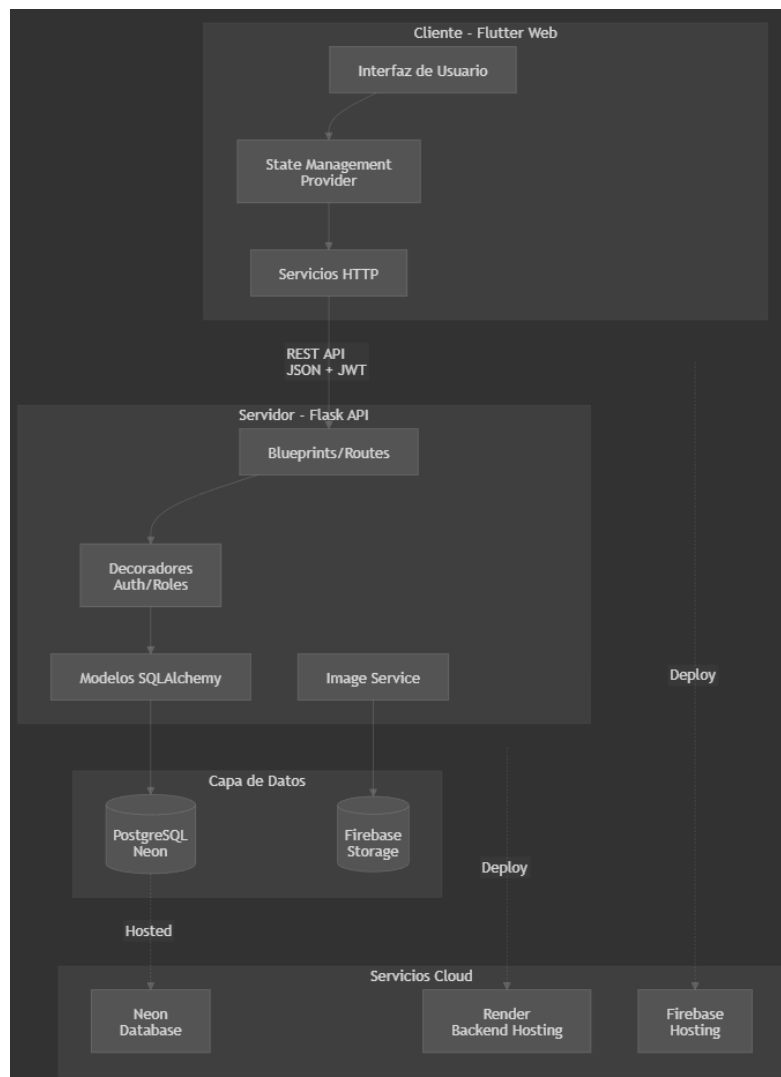 Cliente - Flutter Web
Interfaz de Usuario
State Management
Provider
Servicios HTTP
REST API
JSON + JWT
Servidor - Flask API
Blueprints/Routes
Decoradores
Auth/Roles
Modelos SQLAlchemy
Image Service
Deploy
Capa de Datos
PostgreSQL
Neon
Firebase
Storage
Deploy
Hosted
Servicios Cloud
Neon
Database
Render
Backend Hosting
Firebase
Hosting